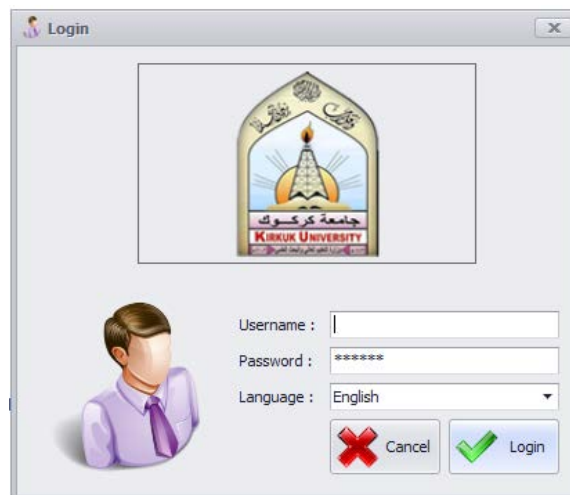 Login
جامعة كركوك
KIRKUK UNIVERSITY
Username :
Password : ******
Language : English
Cancel
Login